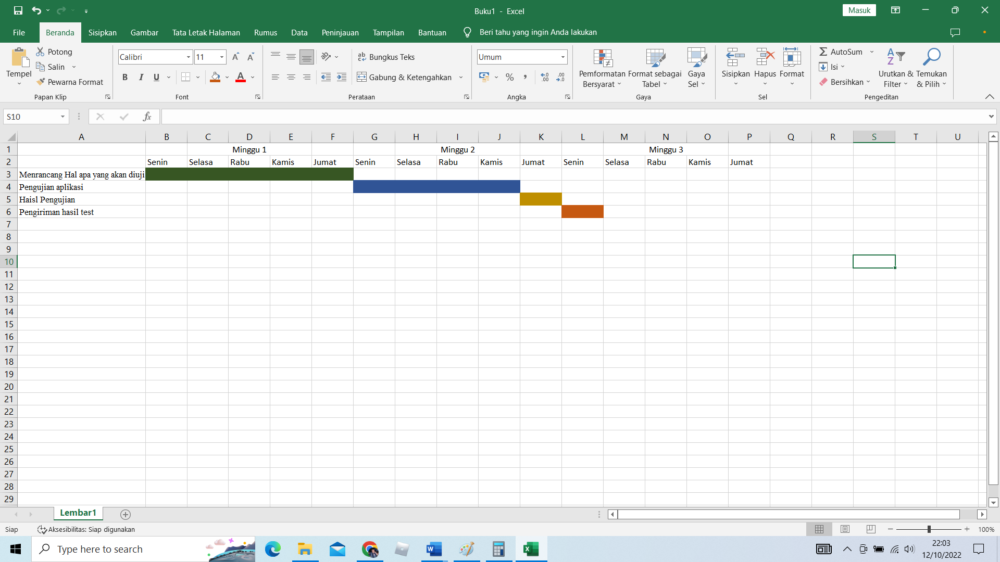 Buku1 - Excel
Masuk
File Beranda Sisipkan Gambar Tata Letak Halaman Rumus Data Peninjauan Tampilan Bantuan Beri tahu yang ingin Anda lakukan
Tempel
Potong
Salin
Pewarna Format
Papan Klip
Calibri 11
B I U A
Font
Bungkus Teks
Gabung & Ketengahkan
Perataan
Umum
Angka
Pemformatan Bersyarat
Format sebagai Tabel
Gaya Sel
Gaya
Sisipkan Hapus Format
Sel
AutoSum
Isi
Bersihkan
Urutkan & Filter
Temukan & Pilih
Pengeditan
S10 fx
A B C D E F G H I J K L M N O P Q R S T U
1 Minggu 1 Minggu 2 Minggu 3
2 Senin Selasa Rabu Kamis Jumat Senin Selasa Rabu Kamis Jumat Senin Selasa Rabu Kamis Jumat
3 Menrancang Hal apa yang akan diuji
4 Pengujian aplikasi
5 Haisl Pengujian
6 Pengiriman hasil test
7
8
9
10
11
12
13
14
15
16
17
18
19
20
21
22
23
24
25
26
27
28
29
Lembar1
Siap Aksesibilitas: Siap digunakan 100%
Type here to search
22:03
12/10/2022